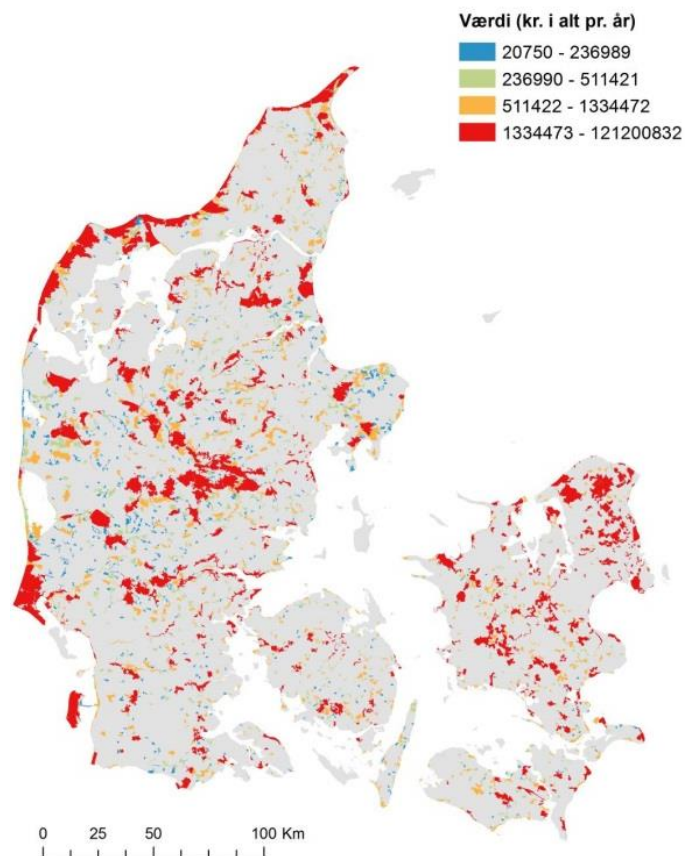 Værdi (kr. i alt pr. år)
20750 - 236989
236990 - 511421
511422 - 1334472
1334473 - 121200832
0 25 50 100 Km